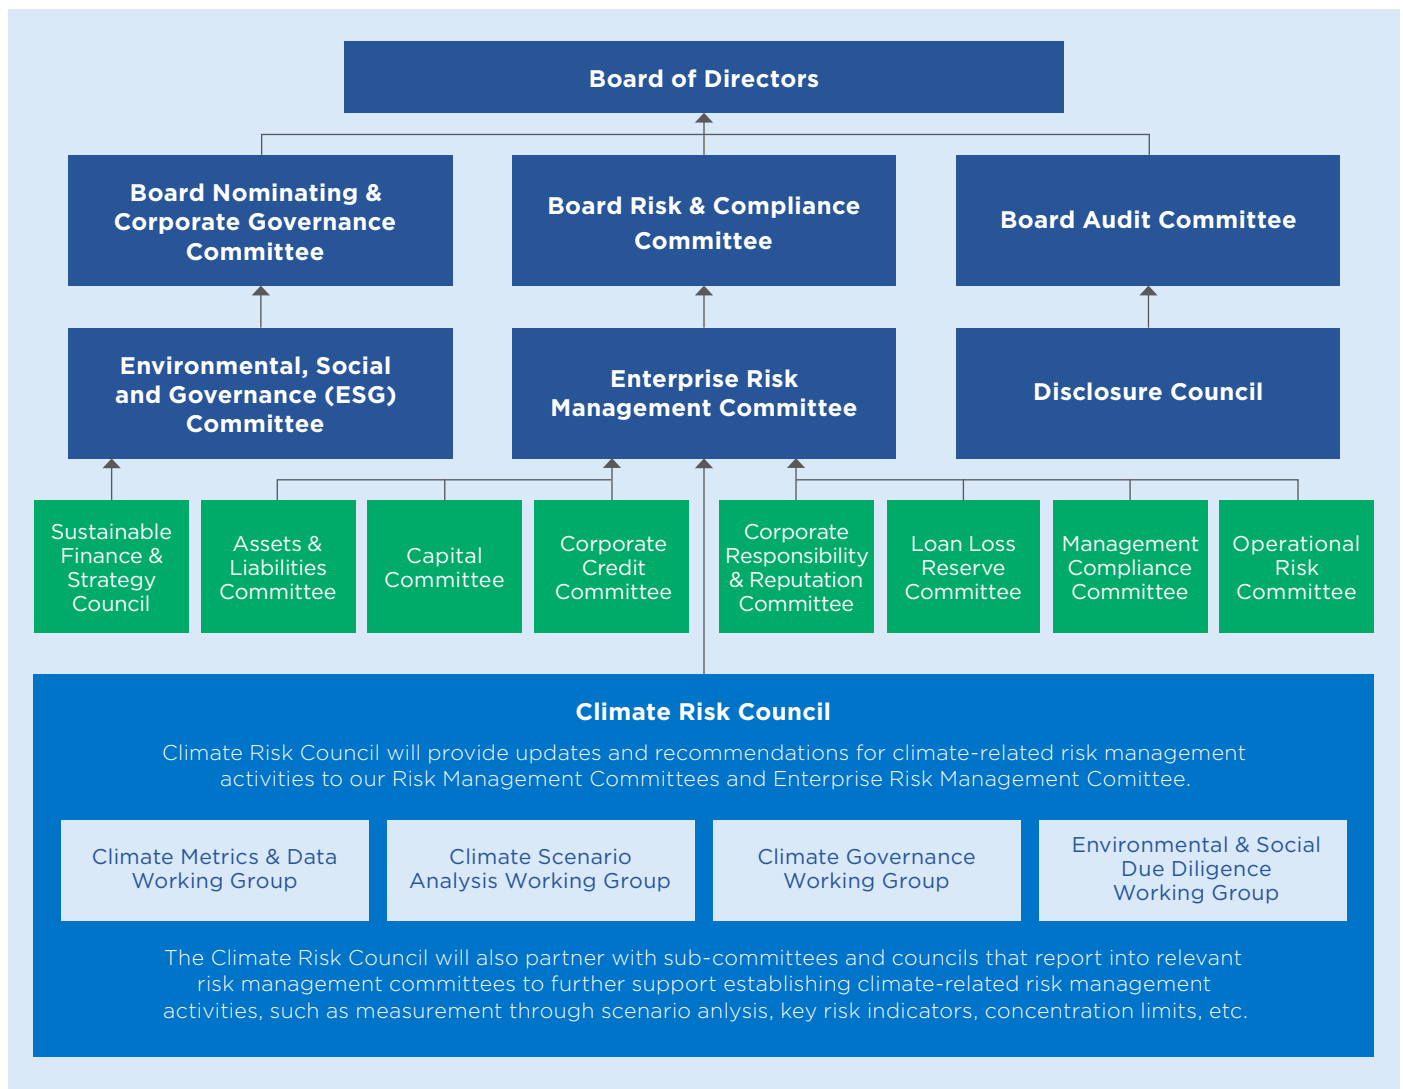 Board of Directors
Board Nominating &
Corporate Governance
Committee
Board Risk & Compliance
Committee
Board Audit Committee
Environmental, Social
and Governance (ESG)
Committee
Enterprise Risk
Management Committee
Disclosure Council
Sustainable
Finance &
Strategy
Council
Assets &
Liabilities
Committee
Capital
Committee
Corporate
Credit
Committee
Corporate
Responsibility
& Reputation
Committee
Loan Loss
Reserve
Committee
Management
Compliance
Committee
Operational
Risk
Committee
Climate Risk Council
Climate Risk Council will provide updates and recommendations for climate-related risk management
activities to our Risk Management Committees and Enterprise Risk Management Comittee.
Climate Metrics & Data
Working Group
Climate Scenario
Analysis Working Group
Climate Governance
Working Group
Environmental & Social
Due Diligence
Working Group
The Climate Risk Council will also partner with sub-committees and councils that report into relevant
risk management committees to further support establishing climate-related risk management
activities, such as measurement through scenario anlysis, key risk indicators, concentration limits, etc.